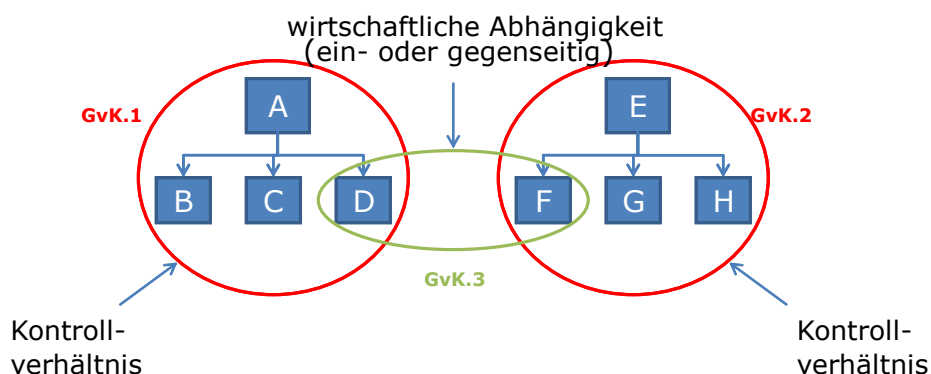 wirtschaftliche Abhängigkeit
(ein- oder gegenseitig)
GvK.1
A
E
GvK.2
B
C
D
F
G
H
GvK.3
Kontroll-
verhältnis
Kontroll-
verhältnis